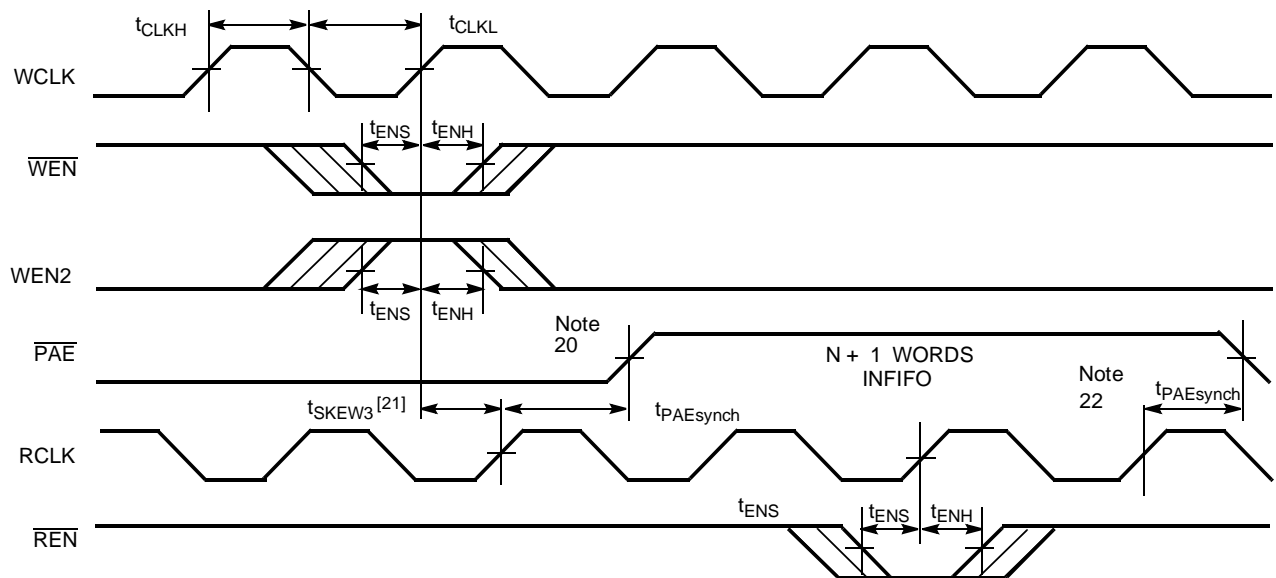 tCLKH
tCLKL
WCLK
tENS
tENH
WEN
WEN2
tENS
tENH
Note
20
PAE
N + 1 WORDS
INFIFO
Note
22
tPAEsynch
tSKEW3 [21]
tPAEsynch
RCLK
tENS
tENS
tENH
REN